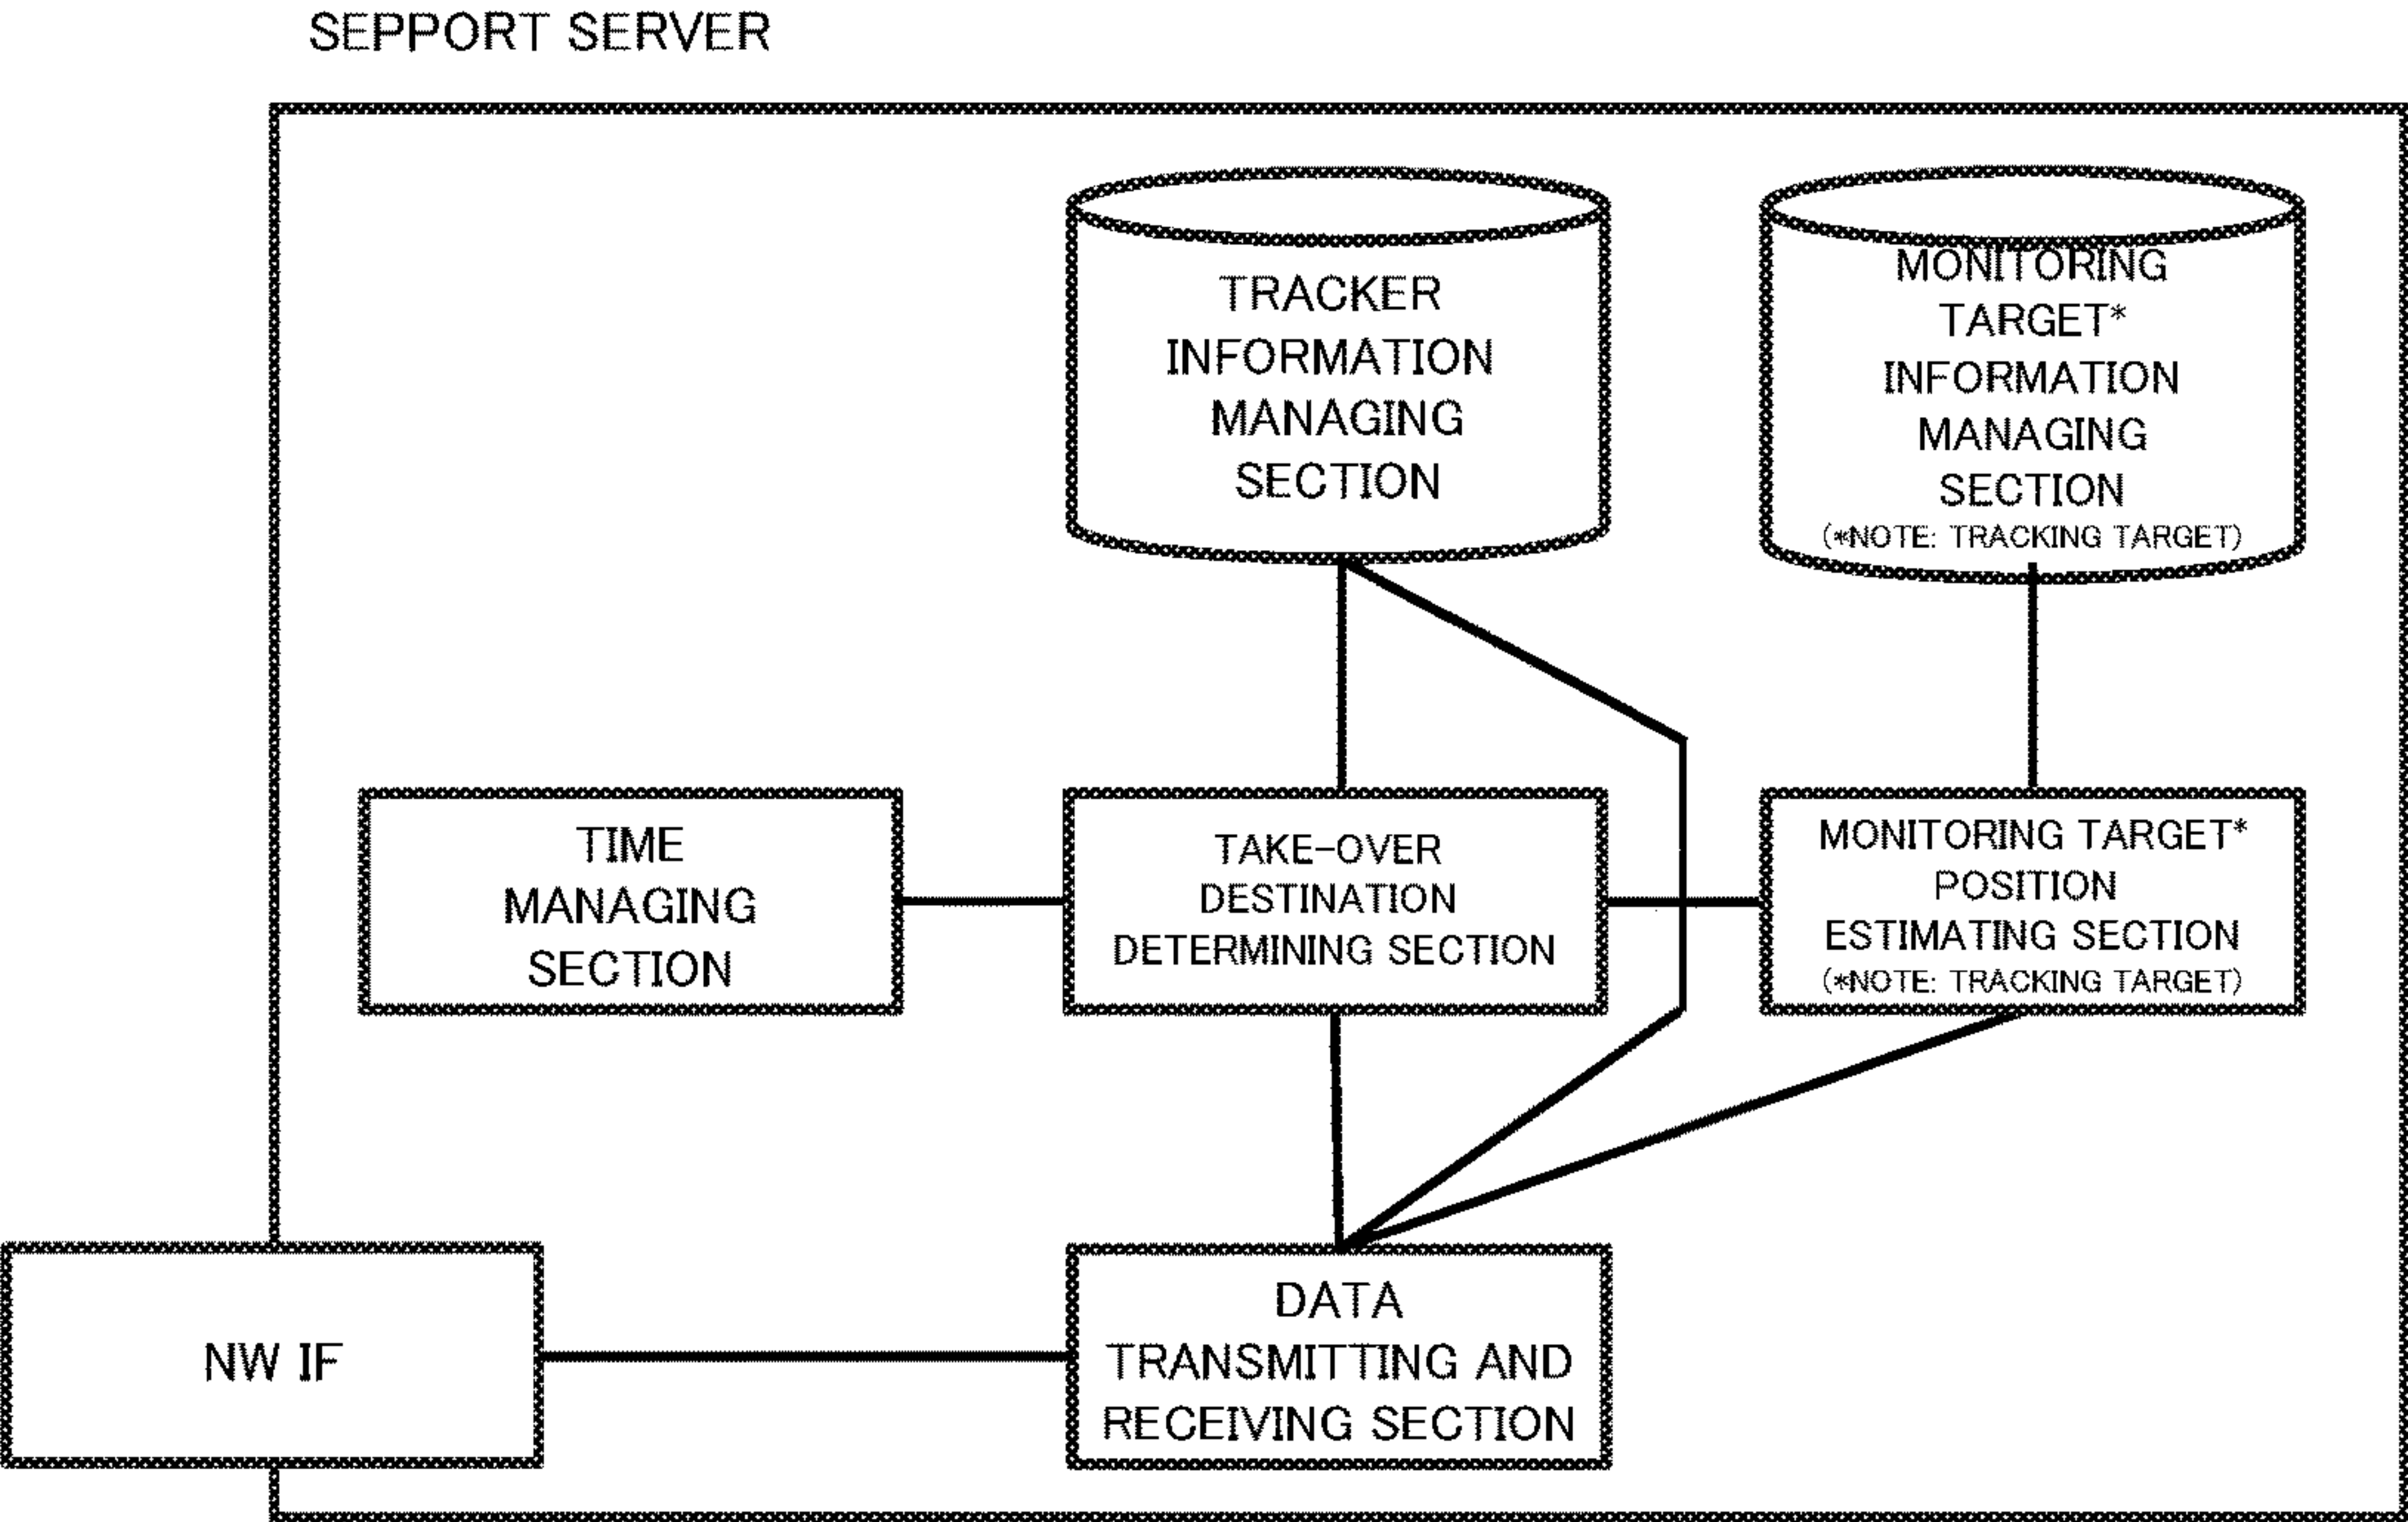 SEPPORT SERVER
TRACKER
INFORMATION
MANAGING
SECTION
MONITORING
TARGET*
INFORMATION
MANAGING
SECTION
(*NOTE: TRACKING TARGET)
TIME
MANAGING
SECTION
TAKE-OVER
DESTINATION
DETERMINING SECTION
MONITORING TARGET*
POSITION
ESTIMATING SECTION
(*NOTE: TRACKING TARGET)
NW IF
DATA
TRANSMITTING AND
RECEIVING SECTION